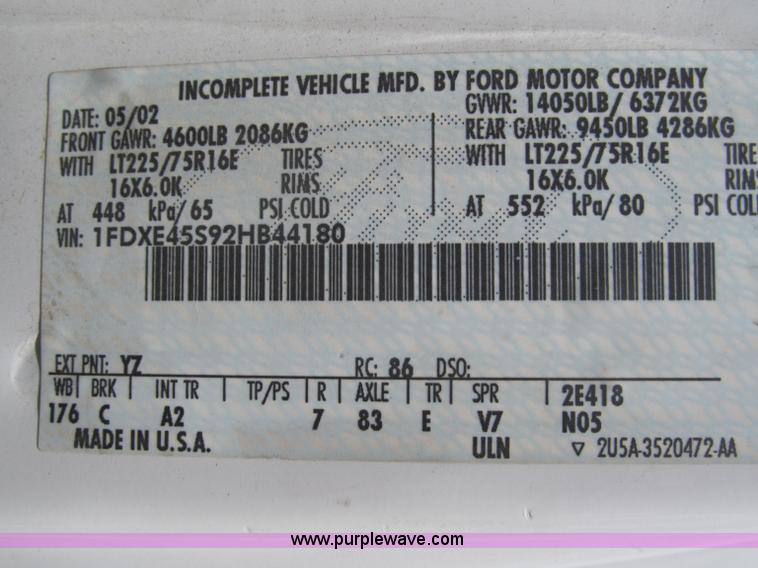 INCOMPLETE VEHICLE MFD. BY FORD MOTOR COMPANY
DATE: 05/02 GVWR: 14050LB/ 6372KG
FRONT GAWR: 4600LB 2086KG REAR GAWR: 9450LB 4286KG
WITH LT225/75R16E TIRES WITH LT225/75R16E TIRE
16X6.0K RIMS 16X6.0K RIM
AT 448 kPa/65 PSI COLD AT 552 kPa/80 PSI COL
VIN: 1FDXE45S92HB44180
EXT PNT: YZ RC: 86 DSO:
WB BRK INT TR TP/PS R AXLE TR SPR 2E418
176 C A2 7 83 E V7 N05
MADE IN U.S.A. ULN ▽ 2U5A-3520472-AA
www.purplewave.com